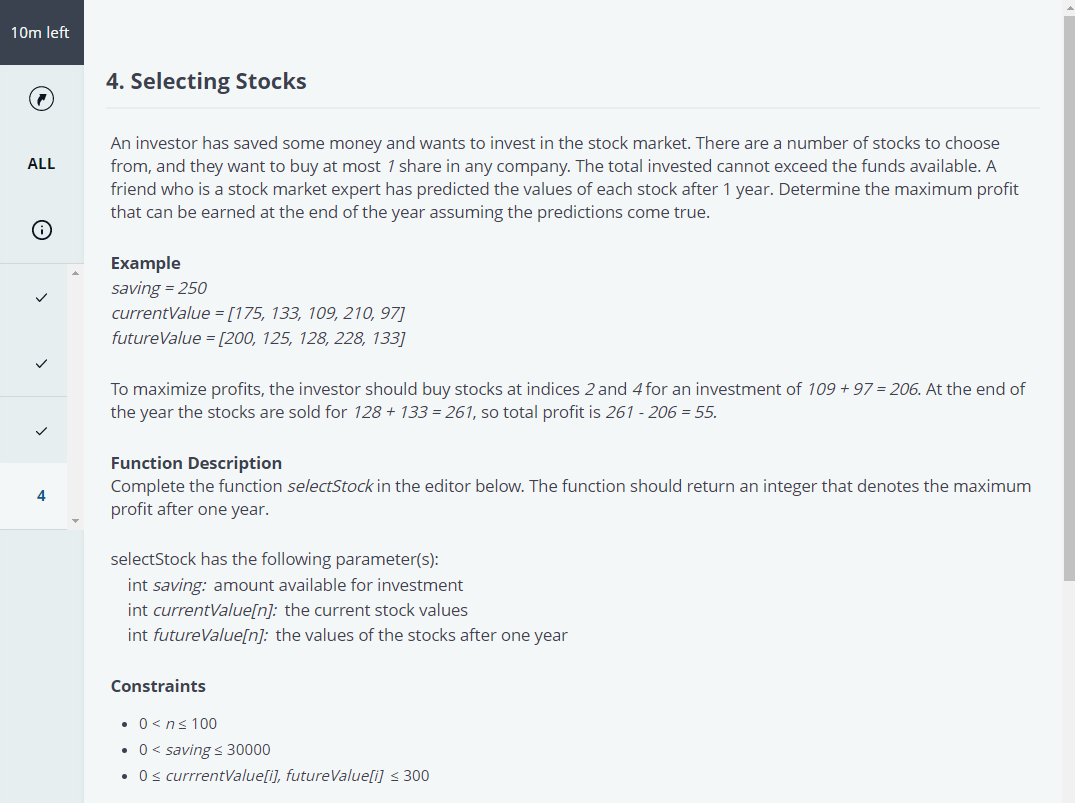 10m left
4. Selecting Stocks
ALL
An investor has saved some money and wants to invest in the stock market. There are a number of stocks to choose
from, and they want to buy at most 1 share in any company. The total invested cannot exceed the funds available. A
friend who is a stock market expert has predicted the values of each stock after 1 year. Determine the maximum profit
that can be earned at the end of the year assuming the predictions come true.
Example
saving = 250
currentValue = [175, 133, 109, 210, 97]
futureValue = [200, 125, 128, 228, 133]
To maximize profits, the investor should buy stocks at indices 2 and 4 for an investment of 109 + 97 = 206. At the end of
the year the stocks are sold for 128 + 133 = 261, so total profit is 261 - 206 = 55.
Function Description
Complete the function selectStock in the editor below. The function should return an integer that denotes the maximum
profit after one year.
4
selectStock has the following parameter(s):
int saving: amount available for investment
int currentValue[n]: the current stock values
int futureValue[n]: the values of the stocks after one year
Constraints
• 0 < n ≤ 100
• 0 < saving ≤ 30000
• 0 ≤ currrentValue[i], futureValue[i] ≤ 300